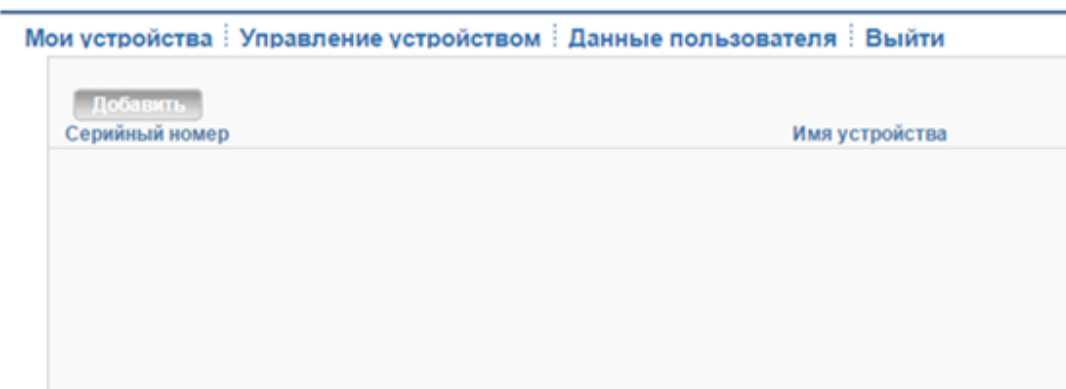 Мои устройства Управление устройством Данные пользователя Выйти
Добавить
Серийный номер Имя устройства